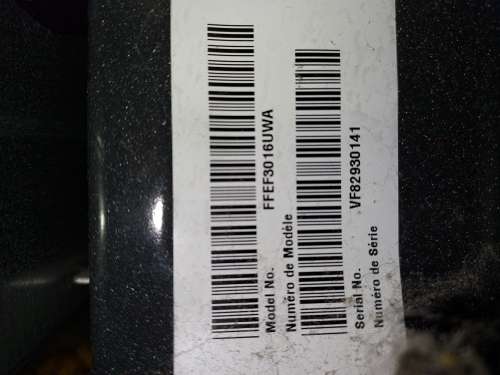 Model No. FFEF3016UWA
Numéro de Modèle
Serial No. VF82930141
Numéro de Série